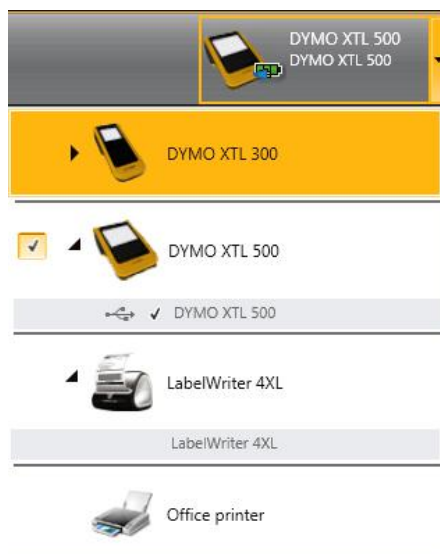 DYMO XTL 500
DYMO XTL 500
DYMO XTL 300
DYMO XTL 500
DYMO XTL 500
LabelWriter 4XL
LabelWriter 4XL
Office printer